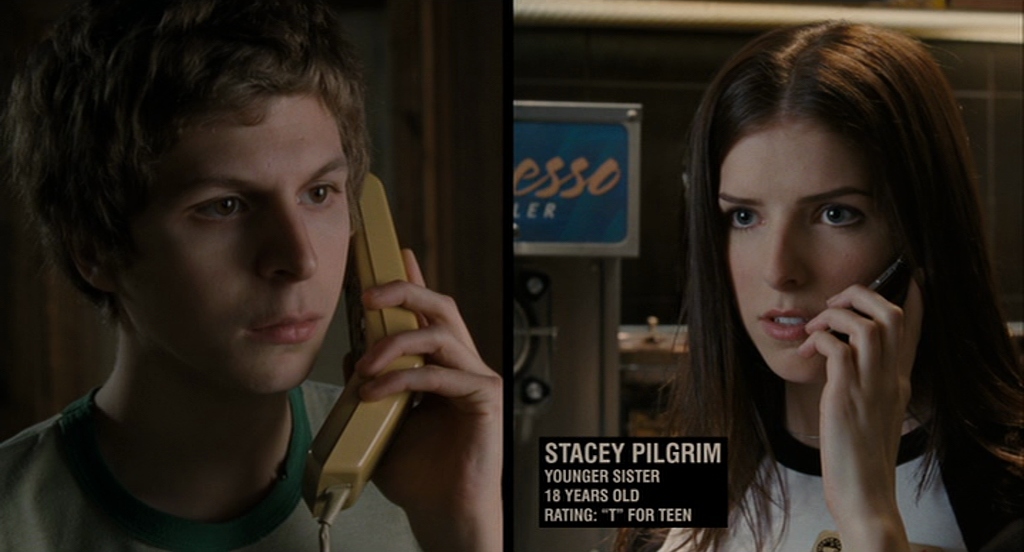 esso
LER
STACEY PILGRIM
YOUNGER SISTER
18 YEARS OLD
RATING: “T” FOR TEEN